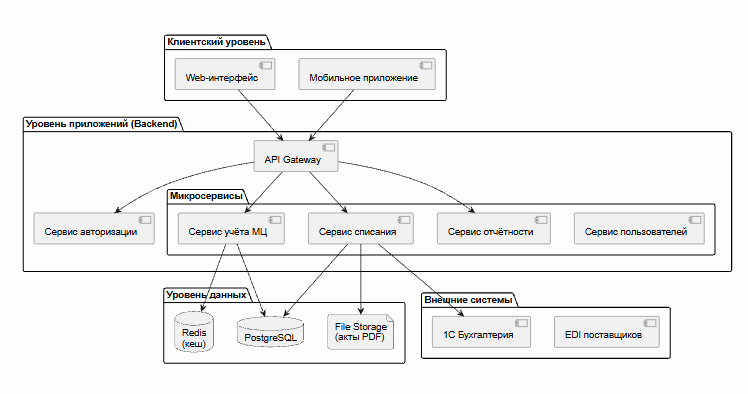 Клиентский уровень
Web-интерфейс
Мобильное приложение
Уровень приложений (Backend)
API Gateway
Микросервисы
Сервис авторизации
Сервис учёта МЦ
Сервис списания
Сервис отчётности
Сервис пользователей
Уровень данных
Redis
(кеш)
PostgreSQL
File Storage
(акты PDF)
Внешние системы
1С Бухгалтерия
EDI поставщиков